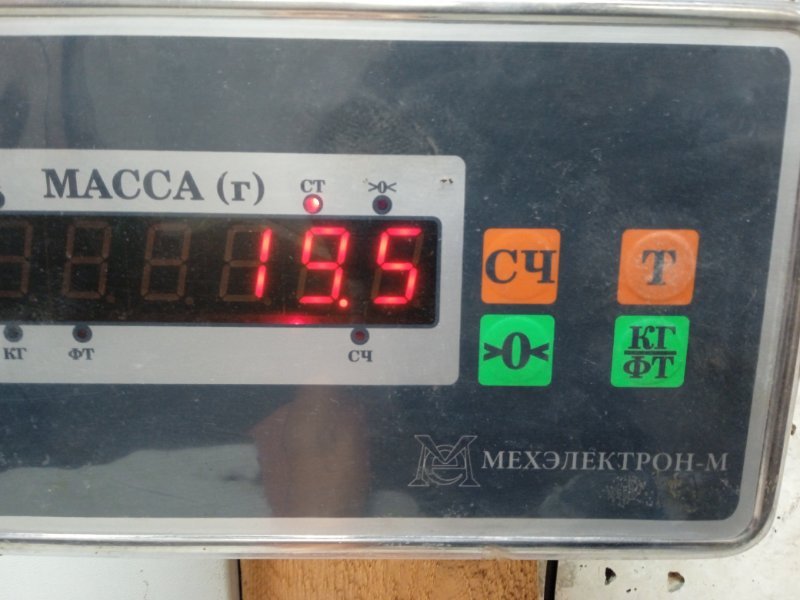 МАССА (г) СТ >0<
19.5
КГ ФТ СЧ
СЧ Т
>0< КГ/ФТ
МЕХЭЛЕКТРОН-М